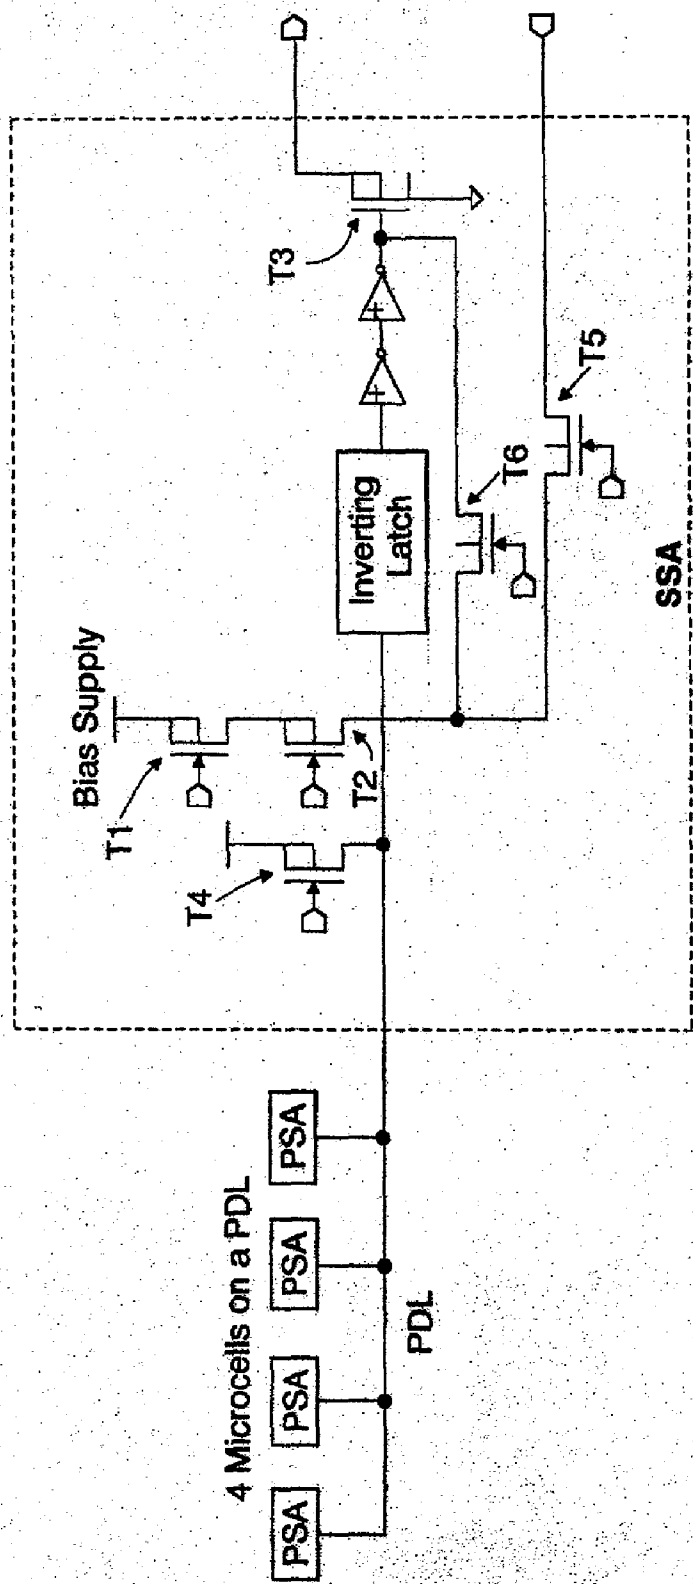 4 Microcells on a PDL
PSA
PSA
PSA
PSA
PDL
Bias Supply
T1
T4
T2
Inverting
Latch
T3
T6
T5
SSA